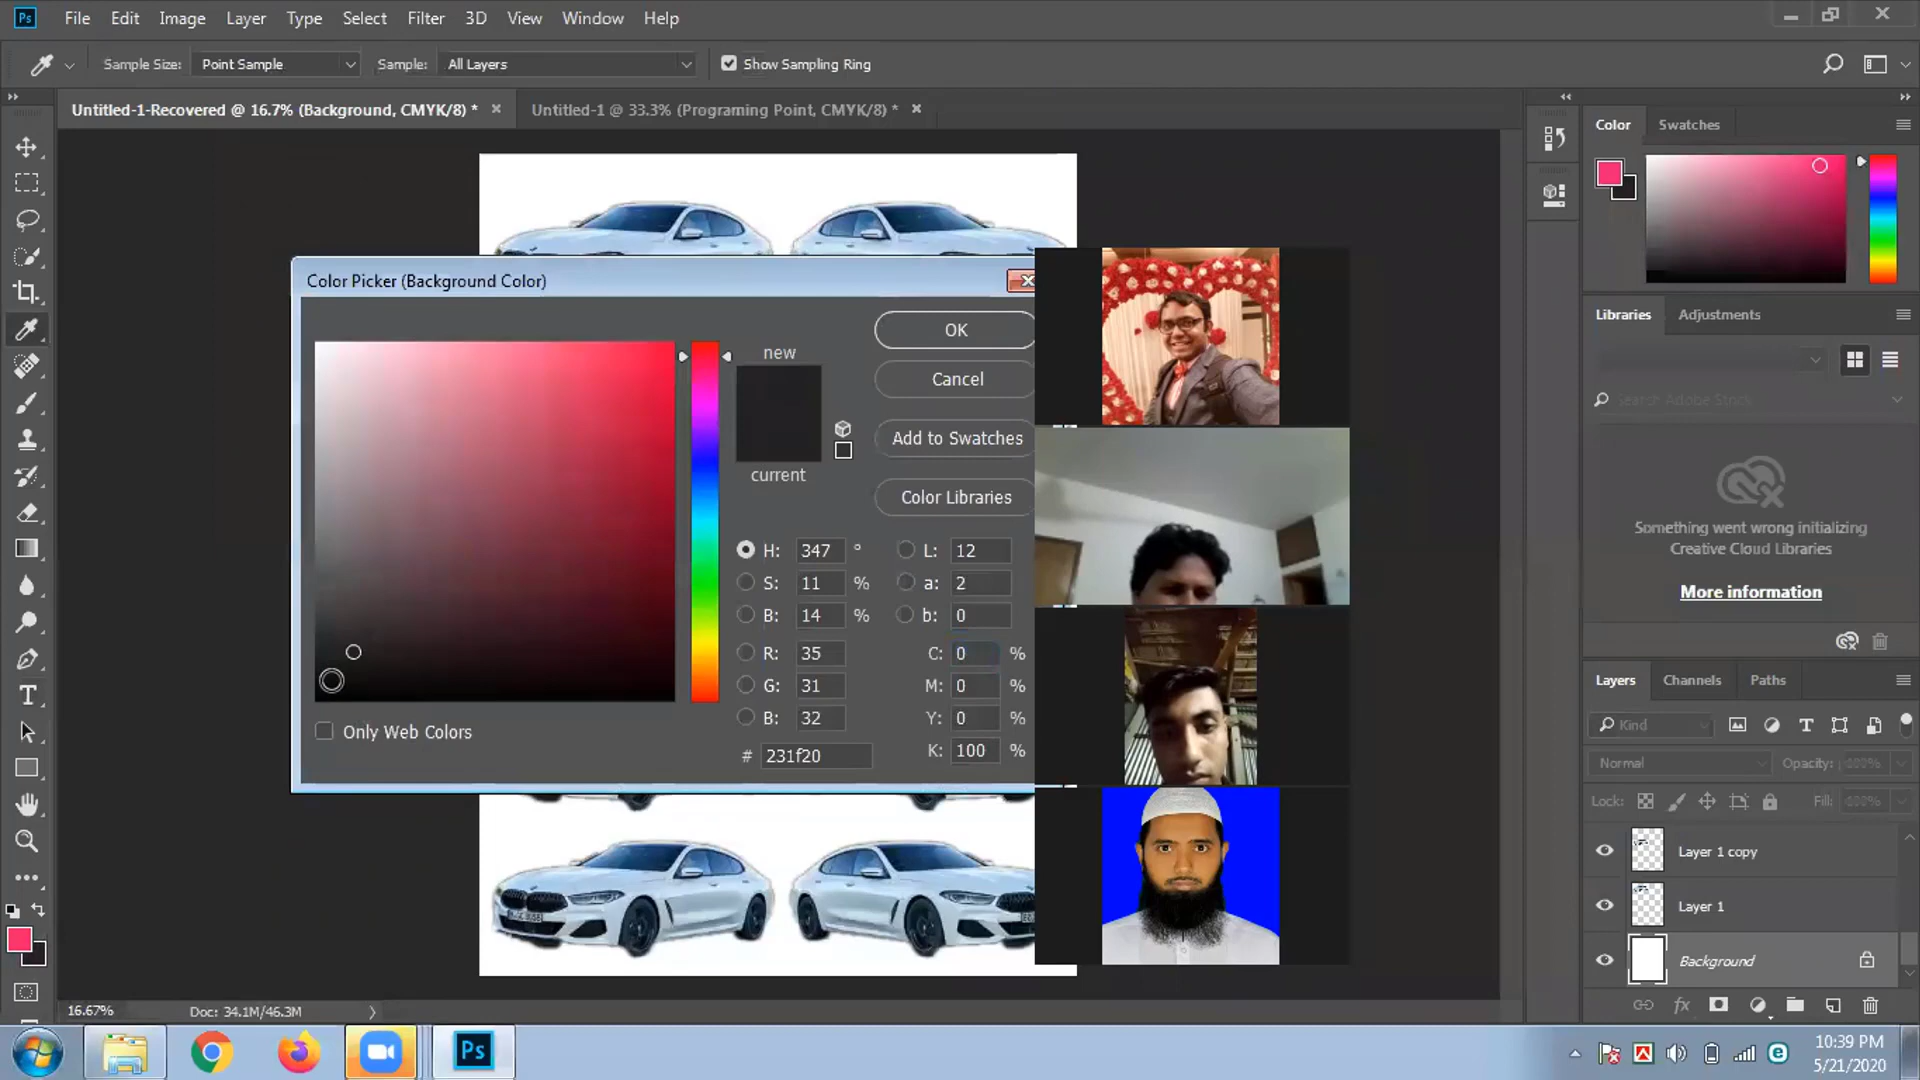 Ps File Edit Image Layer Type Select Filter 3D View Window Help
Sample Size: Point Sample Sample: All Layers Show Sampling Ring
Untitled-1-Recovered @ 16.7% (Background, CMYK/8) * Untitled-1 @ 33.3% (Programing Point, CMYK/8) *
Color Swatches
Color Picker (Background Color)
new
current
OK
Cancel
Add to Swatches
Color Libraries
H: 347 ° L: 12
S: 11 % a: 2
B: 14 % b: 0
R: 35 C: 0 %
G: 31 M: 0 %
B: 32 Y: 0 %
# 231f20 K: 100 %
Only Web Colors
Libraries Adjustments
Search Adobe Stock
Something went wrong initializing
Creative Cloud Libraries
More information
Layers Channels Paths
Kind
Normal Opacity:
Lock: Fill:
Layer 1 copy
Layer 1
Background
16.67% Doc: 34.1M/46.3M
Ps
10:39 PM
5/21/2020